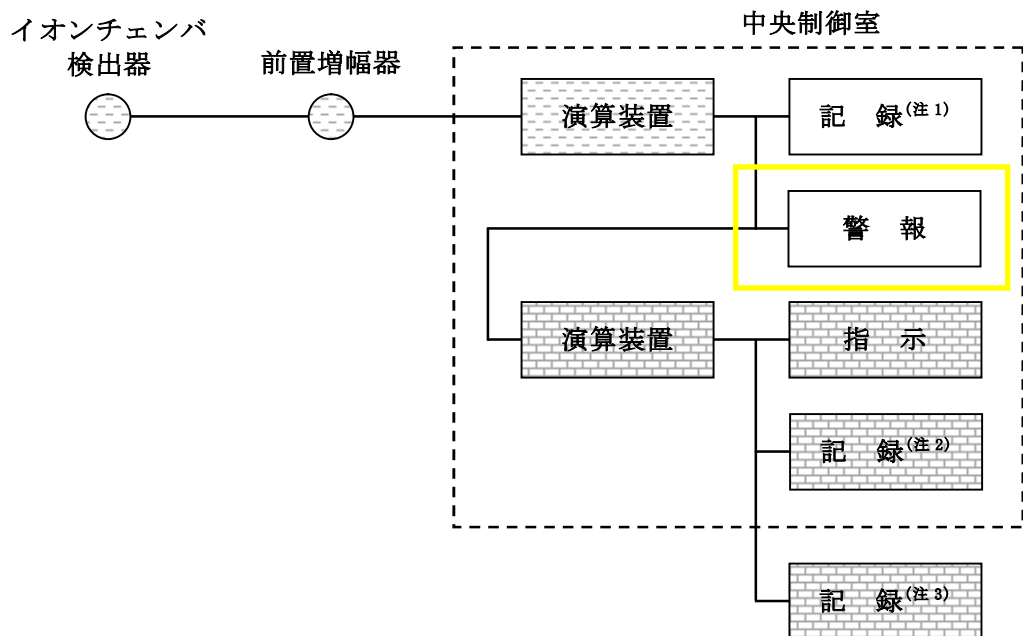 中央制御室
イオンチェンバ
検出器
前置増幅器
演算装置
記　録(注1)
警　報
演算装置
指　示
記　録(注2)
記　録(注3)